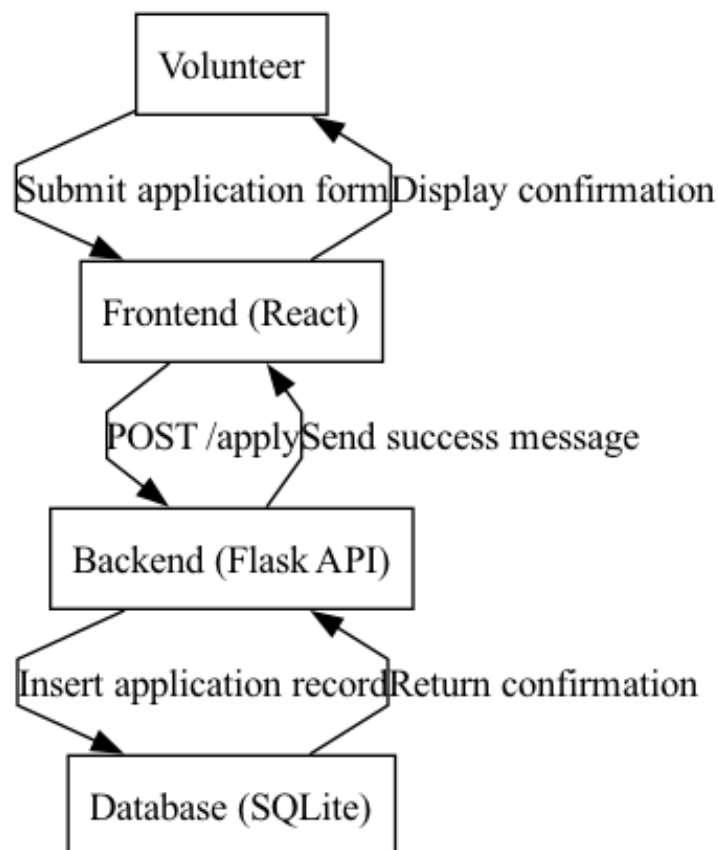 Volunteer
Submit application form
Display confirmation
Frontend (React)
POST /apply
Send success message
Backend (Flask API)
Insert application record
Return confirmation
Database (SQLite)